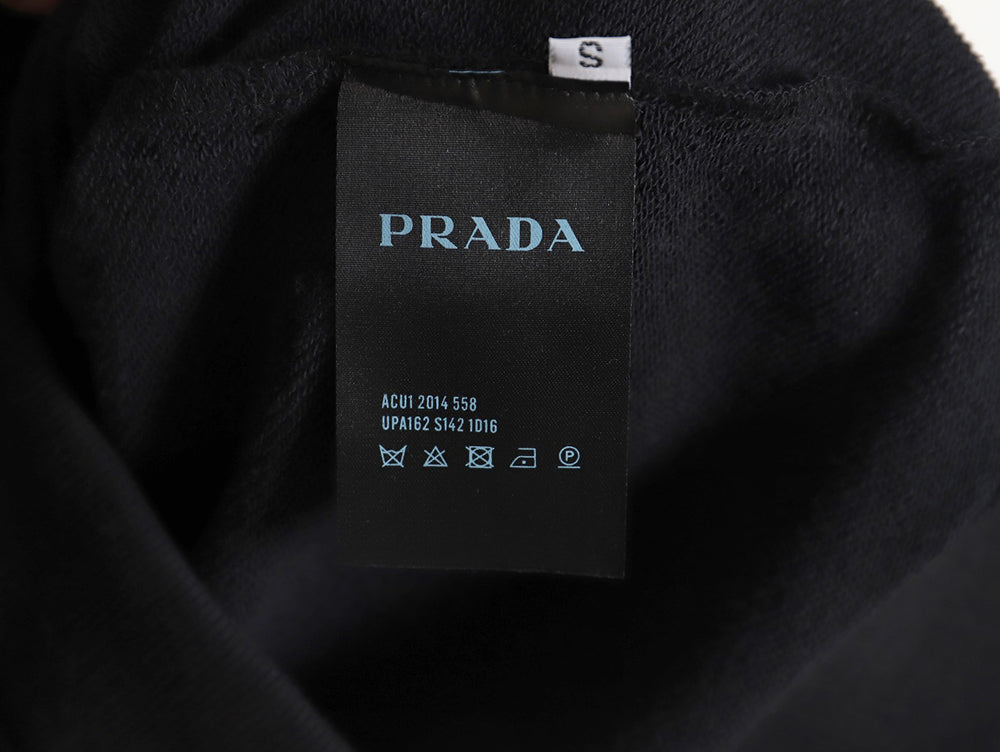 S
PRADA
ACU1 2014 558
UPA162 S142 1D16
P